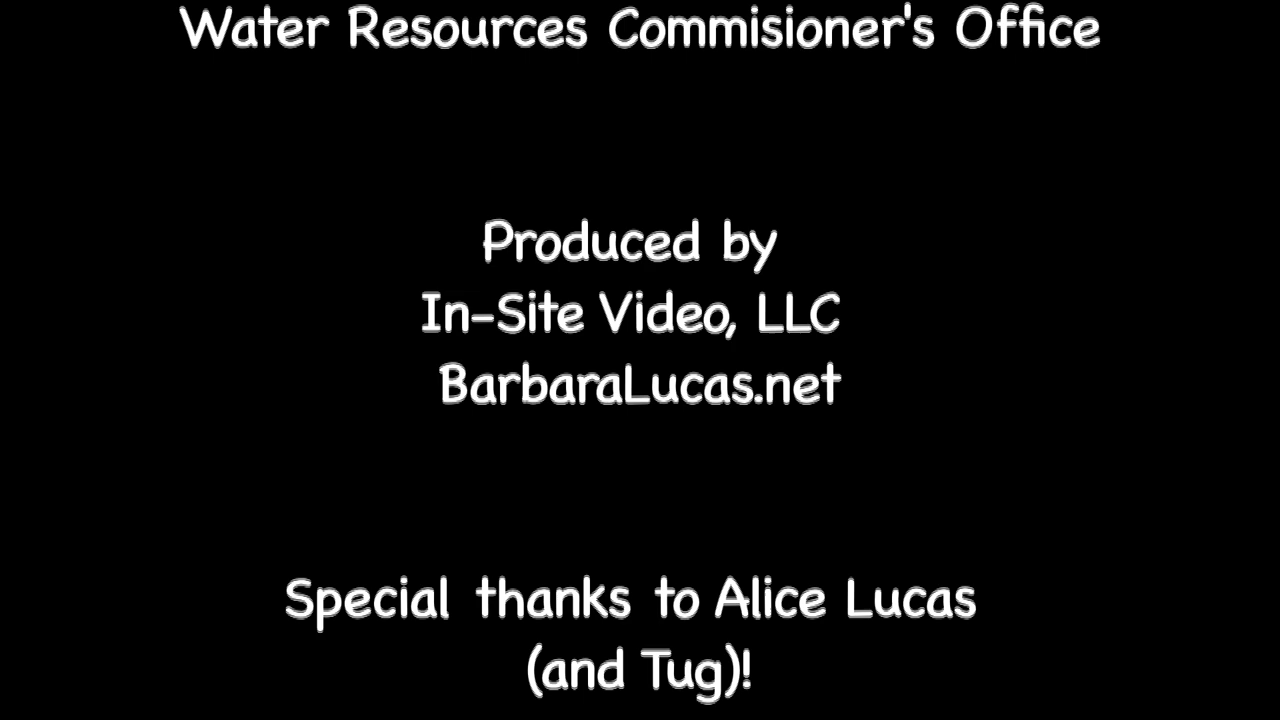 Water Resources Commisioner's Office
Produced by
In-Site Video, LLC
BarbaraLucas.net
Special thanks to Alice Lucas
(and Tug)!